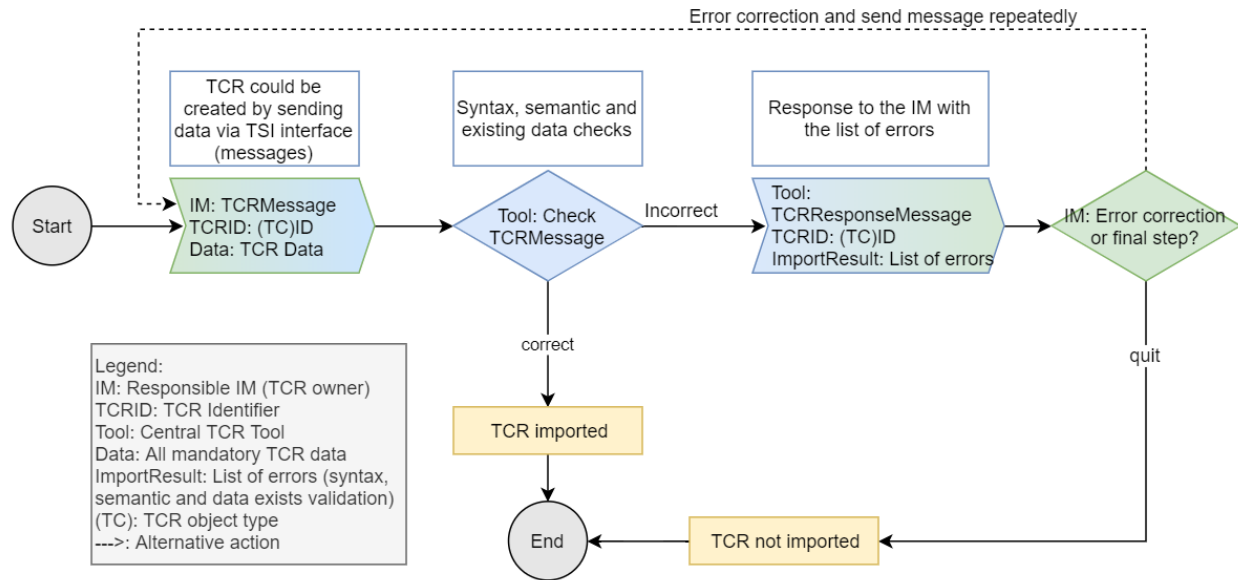 Error correction and send message repeatedly
TCR could be
created by sending
data via TSI interface
(messages)
Syntax, semantic and
existing data checks
Response to the IM with
the list of errors
Start
IM: TCRMessage
TCRID: (TC)ID
Data: TCR Data
Tool: Check
TCRMessage
Incorrect
Tool:
TCRResponseMessage
TCRID: (TC)ID
ImportResult: List of errors
IM: Error correction
or final step?
correct
quit
Legend:
IM: Responsible IM (TCR owner)
TCRID: TCR Identifier
Tool: Central TCR Tool
Data: All mandatory TCR data
ImportResult: List of errors (syntax,
semantic and data exists validation)
(TC): TCR object type
--->: Alternative action
TCR imported
End
TCR not imported